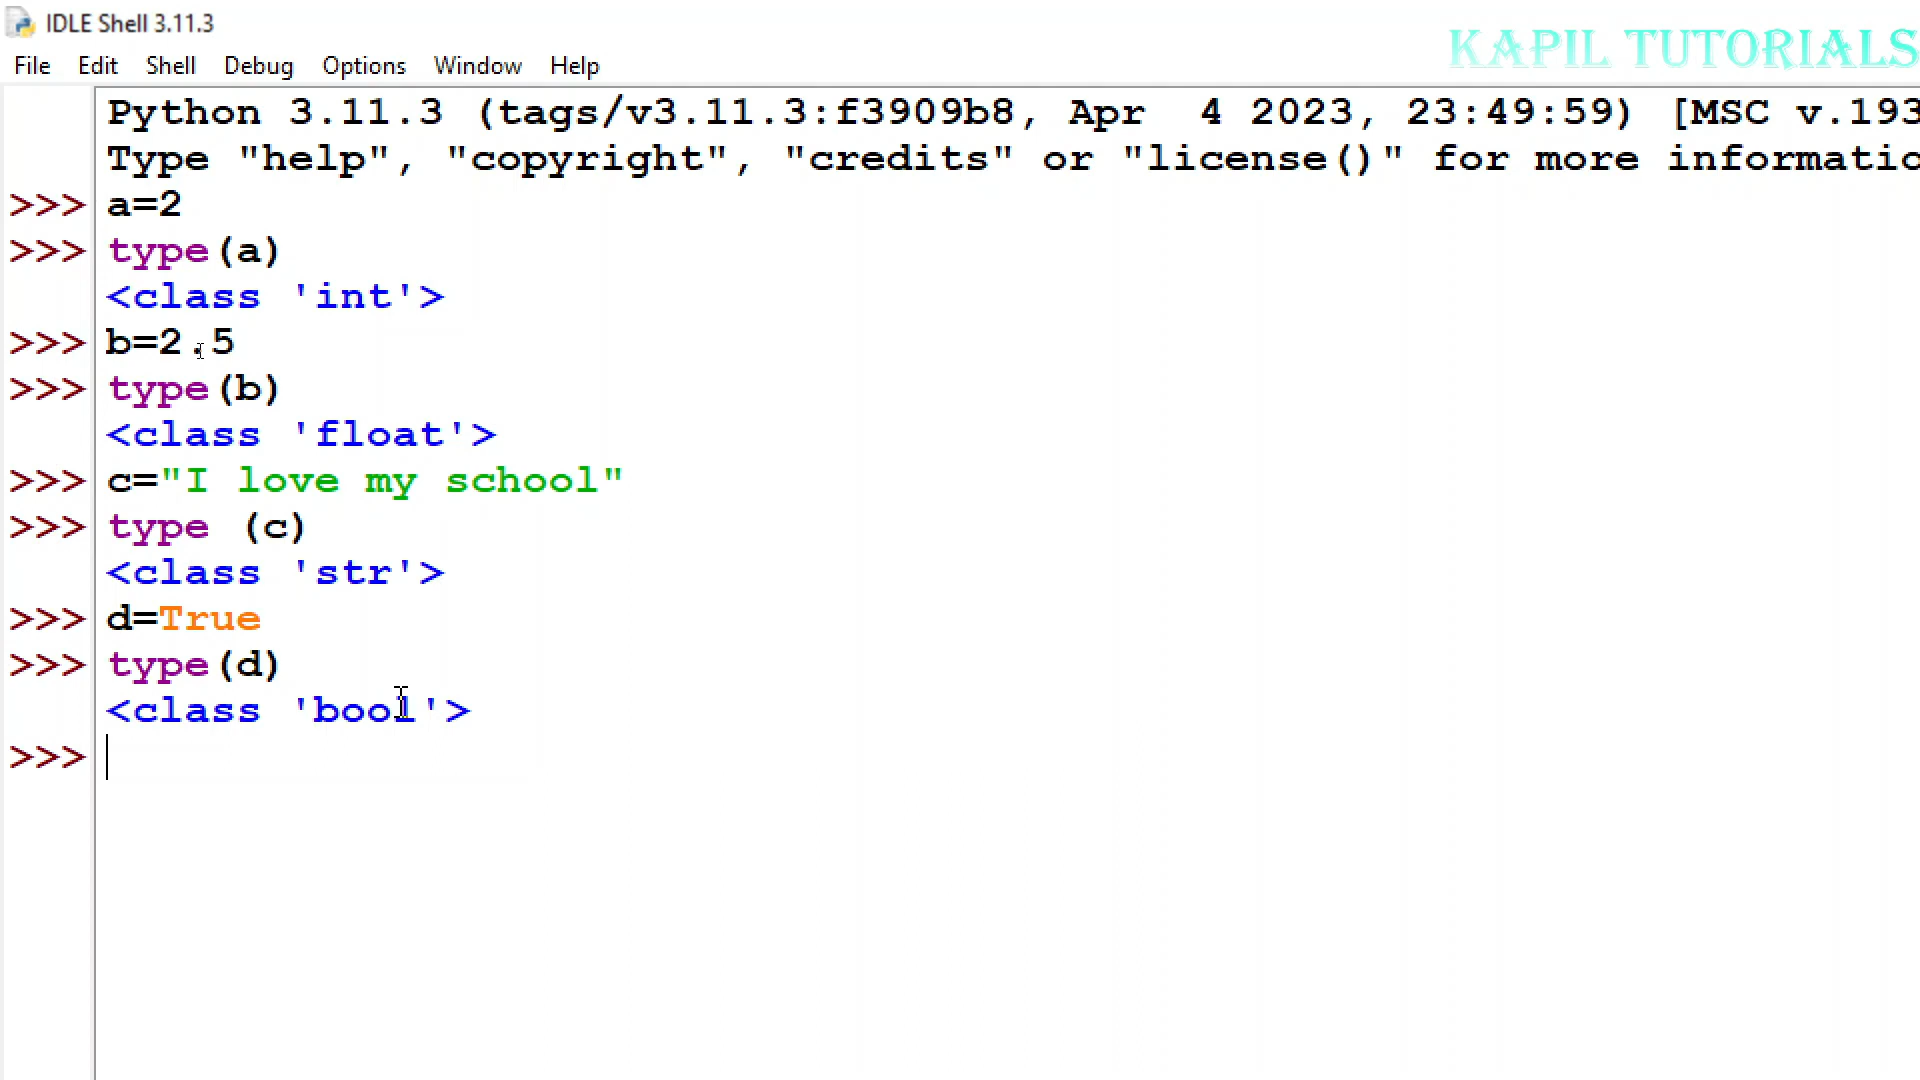 IDLE Shell 3.11.3
KAPIL TUTORIALS
File Edit Shell Debug Options Window Help
Python 3.11.3 (tags/v3.11.3:f3909b8, Apr  4 2023, 23:49:59) [MSC v.193
Type "help", "copyright", "credits" or "license()" for more informatic
>>> a=2
>>> type(a)
<class 'int'>
>>> b=2.5
>>> type(b)
<class 'float'>
>>> c="I love my school"
>>> type (c)
<class 'str'>
>>> d=True
>>> type(d)
<class 'bool'>
>>>